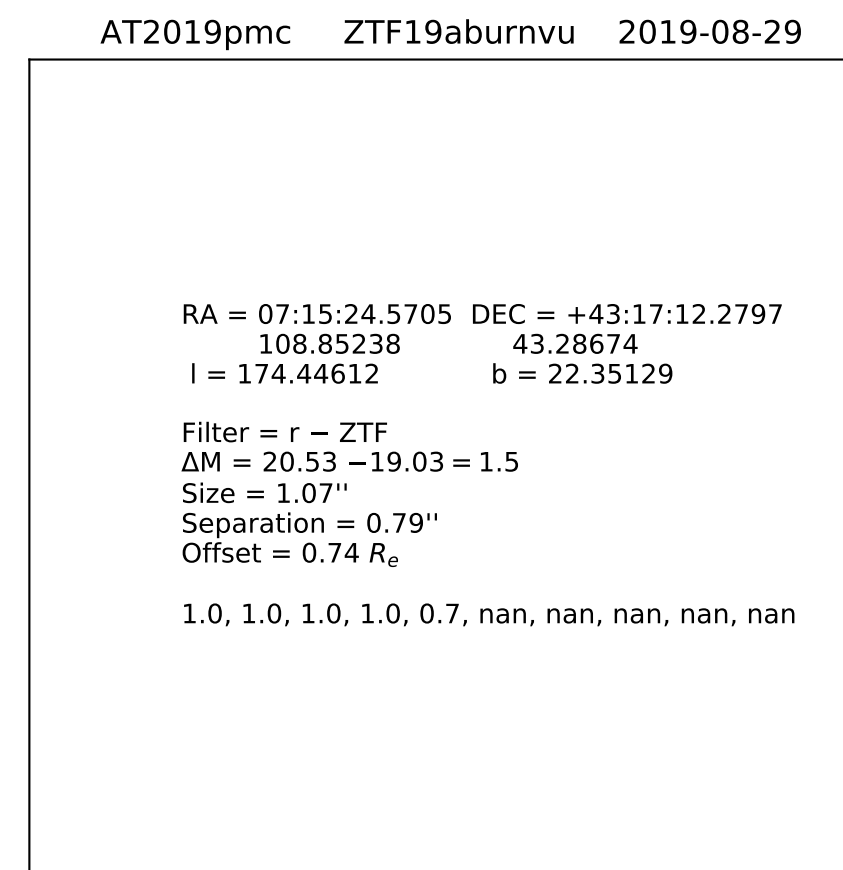 AT2019pmc ZTF19aburnvu 2019-08-29
RA = 07:15:24.5705 DEC = +43:17:12.2797
108.85238 43.28674
l = 174.44612 b = 22.35129
Filter = r − ZTF
ΔM = 20.53 −19.03 = 1.5
Size = 1.07''
Separation = 0.79''
Offset = 0.74 Rₑ
1.0, 1.0, 1.0, 1.0, 0.7, nan, nan, nan, nan, nan